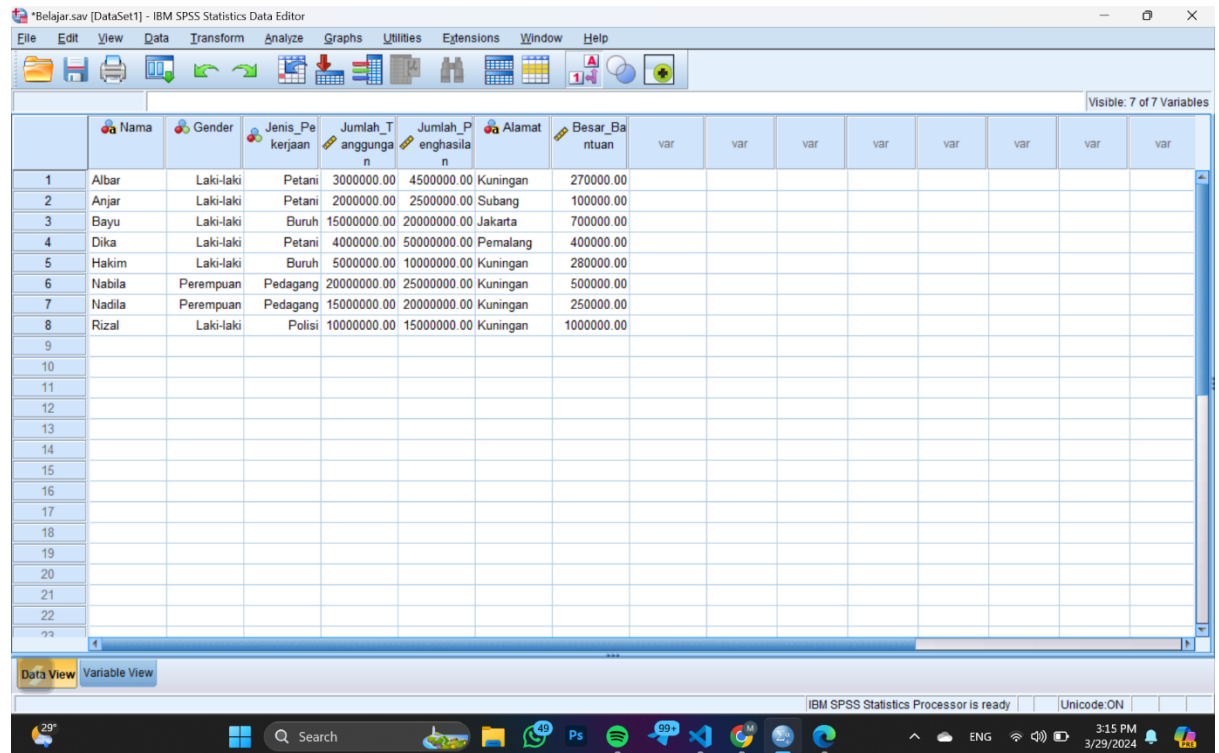 *Belajar.sav [DataSet1] - IBM SPSS Statistics Data Editor
File Edit View Data Transform Analyze Graphs Utilities Extensions Window Help
Visible: 7 of 7 Variables
Nama Gender Jenis_Pekerjaan Jumlah_Tanggungan Jumlah_Penghasilan Alamat Besar_Bantuan var var var var var var var var
1 Albar Laki-laki Petani 3000000.00 4500000.00 Kuningan 270000.00
2 Anjar Laki-laki Petani 2000000.00 2500000.00 Subang 100000.00
3 Bayu Laki-laki Buruh 15000000.00 20000000.00 Jakarta 700000.00
4 Dika Laki-laki Petani 4000000.00 50000000.00 Pemalang 400000.00
5 Hakim Laki-laki Buruh 5000000.00 10000000.00 Kuningan 280000.00
6 Nabila Perempuan Pedagang 20000000.00 25000000.00 Kuningan 500000.00
7 Nadila Perempuan Pedagang 15000000.00 20000000.00 Kuningan 250000.00
8 Rizal Laki-laki Polisi 10000000.00 15000000.00 Kuningan 1000000.00
9
10
11
12
13
14
15
16
17
18
19
20
21
22
23
Data View Variable View
IBM SPSS Statistics Processor is ready Unicode:ON
29° Search 49 Ps 99+ M ENG 3:15 PM
3/29/2024 PRE